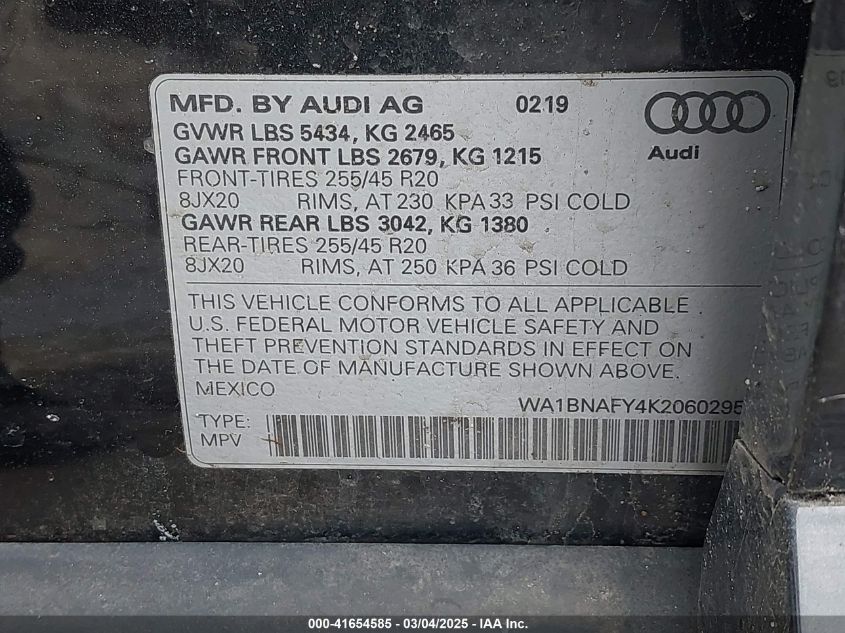 MFD. BY AUDI AG 0219
GVWR LBS 5434, KG 2465
GAWR FRONT LBS 2679, KG 1215
Audi
FRONT-TIRES 255/45 R20
8JX20 RIMS, AT 230 KPA 33 PSI COLD
GAWR REAR LBS 3042, KG 1380
REAR-TIRES 255/45 R20
8JX20 RIMS, AT 250 KPA 36 PSI COLD
THIS VEHICLE CONFORMS TO ALL APPLICABLE
U.S. FEDERAL MOTOR VEHICLE SAFETY AND
THEFT PREVENTION STANDARDS IN EFFECT ON
THE DATE OF MANUFACTURE SHOWN ABOVE.
MEXICO
WA1BNAFY4K2060295
TYPE:
MPV
000-41654585 - 03/04/2025 - IAA Inc.